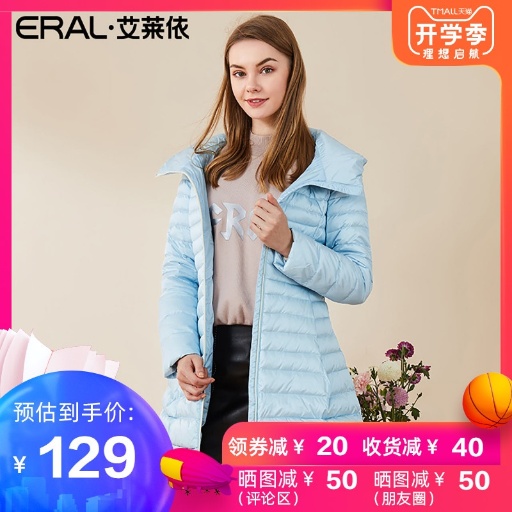 ERAL·艾莱依
TMALL天猫
开学季
理想启航
ERA
预估到手价:
¥ 129
领券减¥ 20 收货减¥ 40
晒图减¥ 50 晒图减¥ 50
(评论区) (朋友圈)